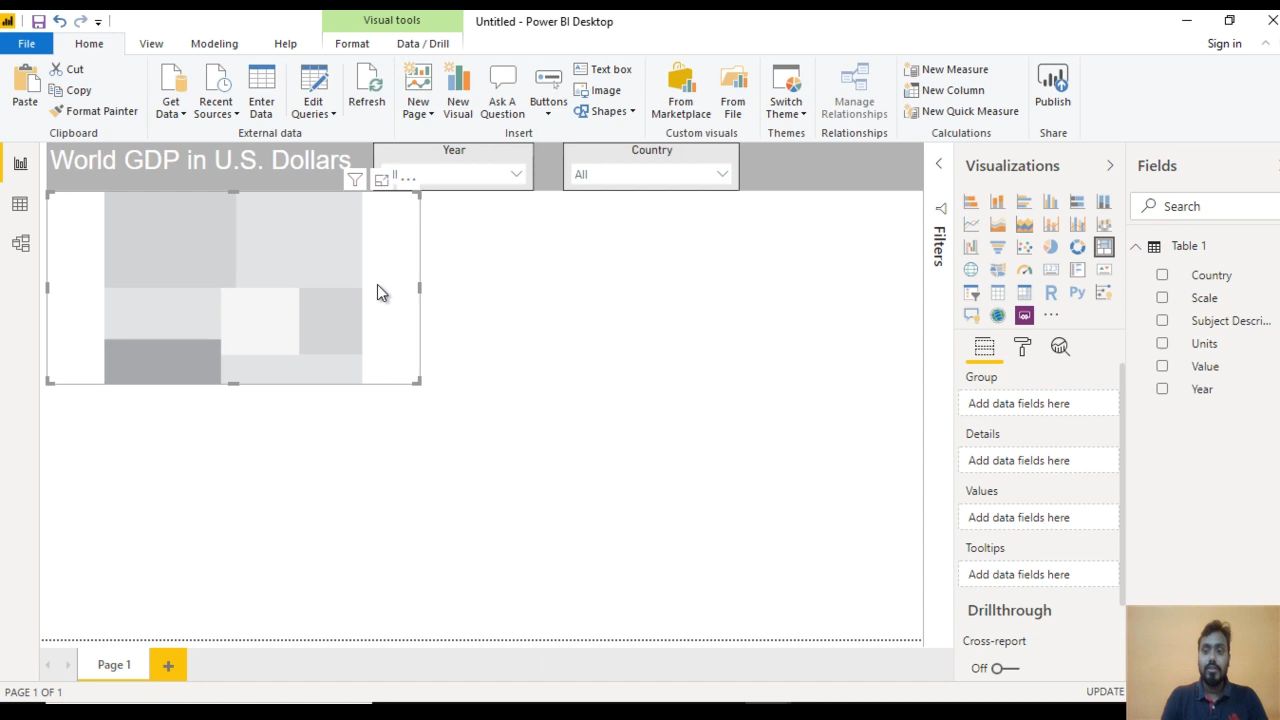 Visual tools
Untitled - Power BI Desktop
File
Home
View
Modeling
Help
Format
Data / Drill
Sign in
Paste
Cut
Copy
Format Painter
Clipboard
Get Data
Recent Sources
Enter Data
Edit Queries
Refresh
External data
New Page
New Visual
Ask A Question
Buttons
Text box
Image
Shapes
Insert
From Marketplace
From File
Custom visuals
Switch Theme
Themes
Manage Relationships
Relationships
New Measure
New Column
New Quick Measure
Calculations
Publish
Share
World GDP in U.S. Dollars
Year
Country
All
Filters
Visualizations
R
Py
Group
Add data fields here
Details
Add data fields here
Values
Add data fields here
Tooltips
Add data fields here
Drillthrough
Cross-report
Off
Fields
Search
Table 1
Country
Scale
Subject Descri...
Units
Value
Year
Page 1
PAGE 1 OF 1
UPDATE